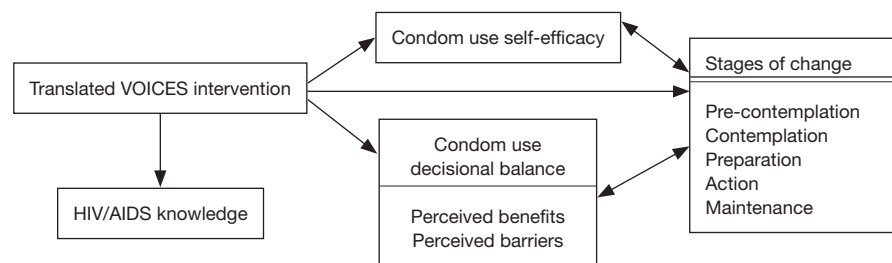 Condom use self-efficacy
Stages of change
Translated VOICES intervention
Pre-contemplation
Contemplation
Preparation
Action
Maintenance
Condom use
decisional balance
Perceived benefits
Perceived barriers
HIV/AIDS knowledge